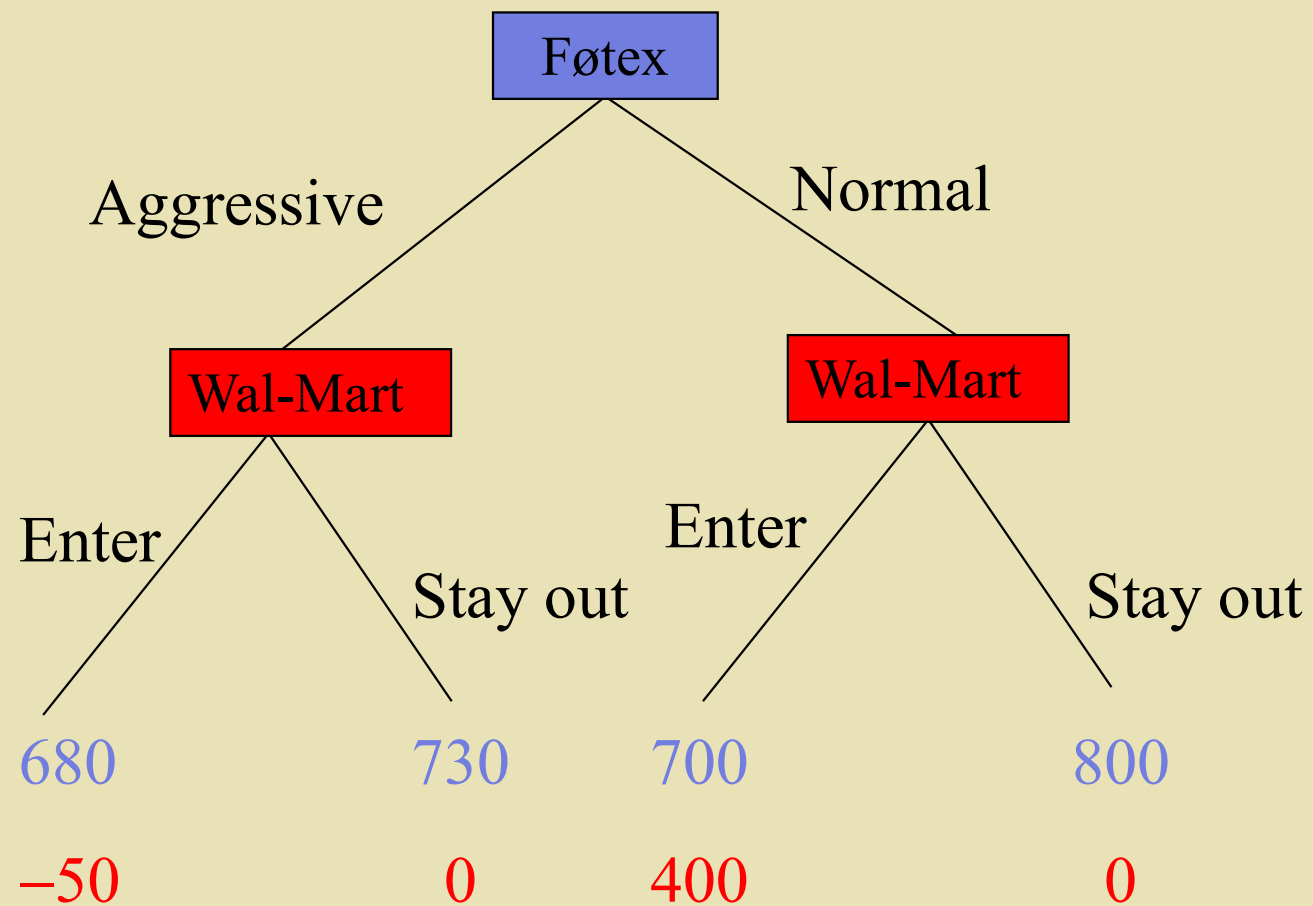 Føtex
Aggressive
Normal
Wal-Mart
Wal-Mart
Enter
Enter
Stay out
Stay out
680 730 700 800
–50 0 400 0